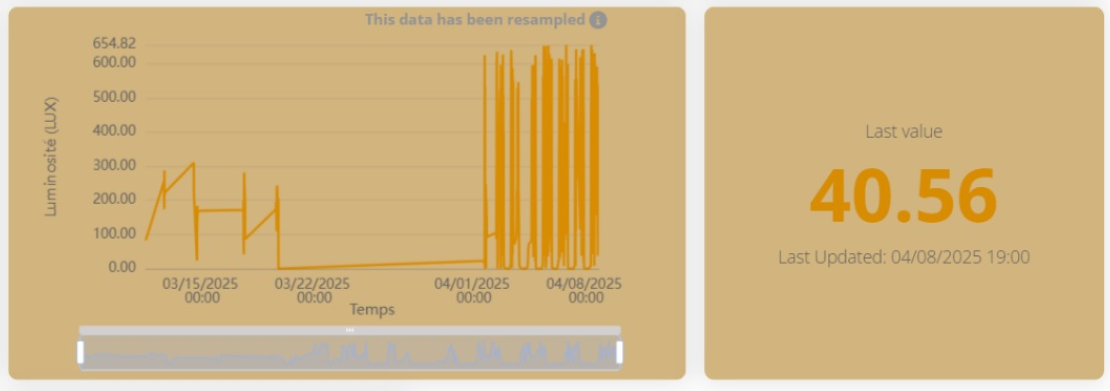 This data has been resampled i
654.82
600.00
500.00
400.00
300.00
200.00
100.00
0.00
Luminosité (LUX)
03/15/2025 03/22/2025 04/01/2025 04/08/2025
00:00 00:00 00:00 00:00
Temps
Last value
40.56
Last Updated: 04/08/2025 19:00